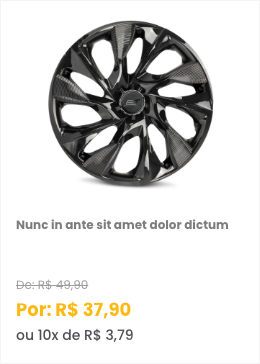 Nunc in ante sit amet dolor dictum
De: R$ 49,90
Por: R$ 37,90
ou 10x de R$ 3,79